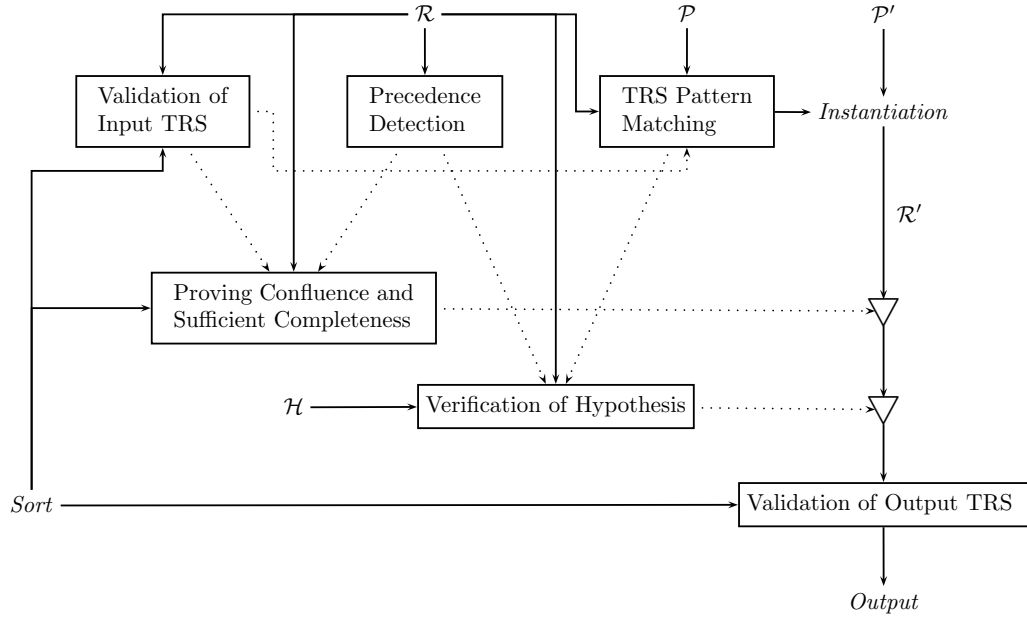 ℛ
𝒫
𝒫′
Validation of
Input TRS
Precedence
Detection
TRS Pattern
Matching
Instantiation
ℛ′
Proving Confluence and
Sufficient Completeness
ℋ
Verification of Hypothesis
Sort
Validation of Output TRS
Output